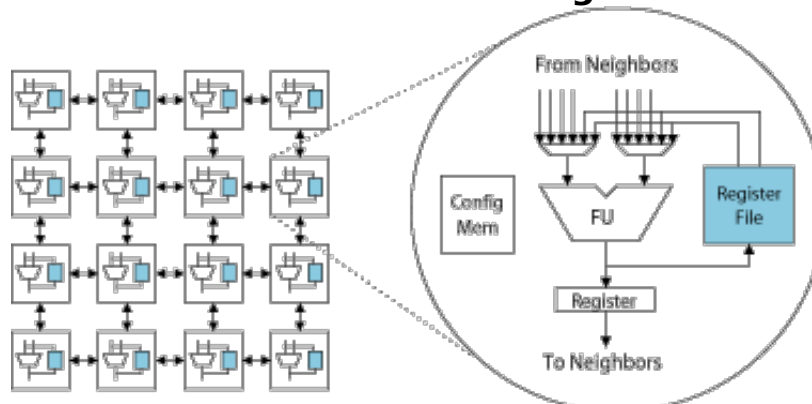 From Neighbors
Config
Mem
FU
Register
File
Register
To Neighbors